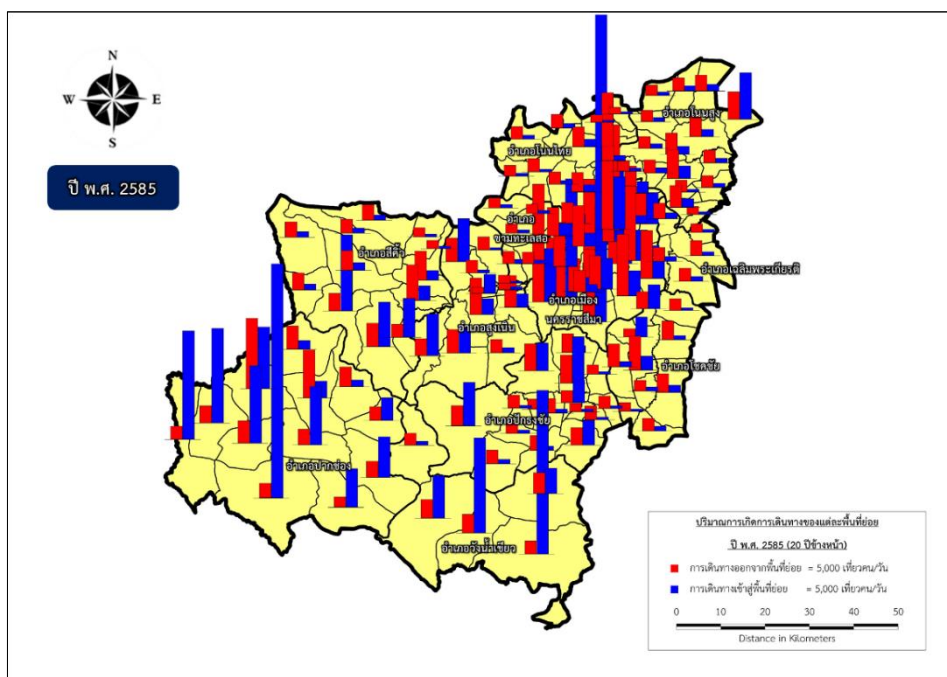 N
W
E
S
ปี พ.ศ. 2585
อำเภอโนนสูง
อำเภอโนนไทย
อำเภอ
ขามทะเลสอ
อำเภอสีคิ้ว
อำเภอเฉลิมพระเกียรติ
อำเภอเมือง
นครราชสีมา
อำเภอสูงเนิน
อำเภอโชคชัย
อำเภอปักธงชัย
อำเภอปากช่อง
อำเภอวังน้ำเขียว
ปริมาณการเกิดการเดินทางของแต่ละพื้นที่ย่อย
ปี พ.ศ. 2585 (20 ปีข้างหน้า)
การเดินทางออกจากพื้นที่ย่อย = 5,000 เที่ยวคน/วัน
การเดินทางเข้าสู่พื้นที่ย่อย = 5,000 เที่ยวคน/วัน
0 10 20 30 40 50
Distance in Kilometers